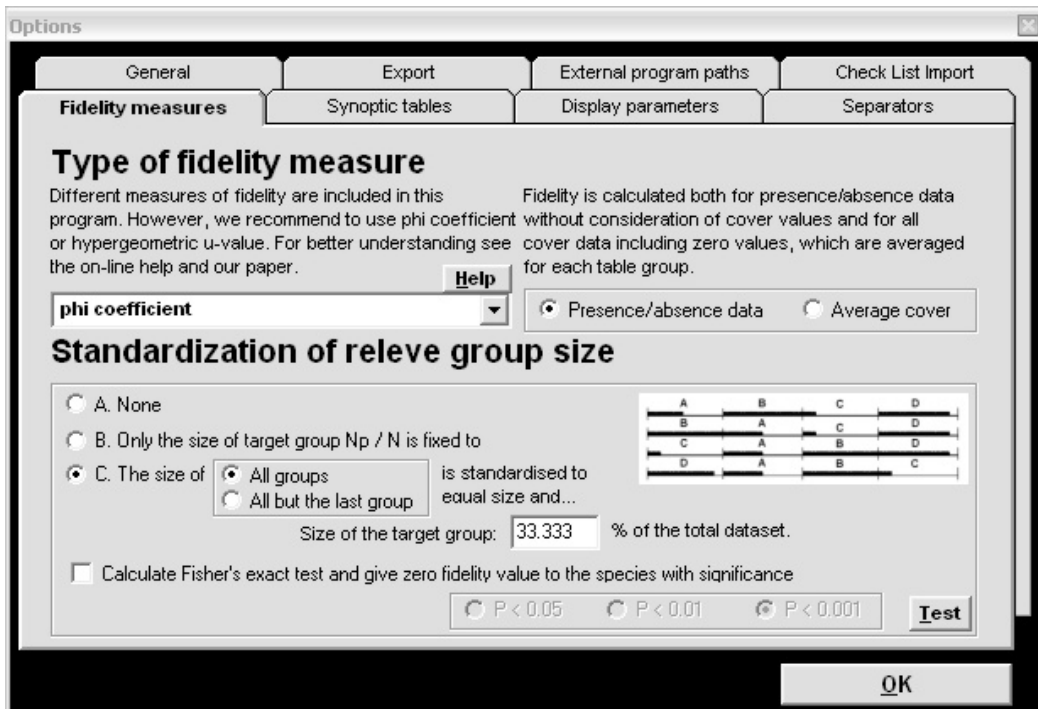 Options
General
Export
External program paths
Check List Import
Fidelity measures
Synoptic tables
Display parameters
Separators
Type of fidelity measure
Different measures of fidelity are included in this
program. However, we recommend to use phi coefficient
or hypergeometric u-value. For better understanding see
the on-line help and our paper.
Help
phi coefficient
Fidelity is calculated both for presence/absence data
without consideration of cover values and for all
cover data including zero values, which are averaged
for each table group.
Presence/absence data
Average cover
Standardization of releve group size
A. None
B. Only the size of target group Np / N is fixed to
C. The size of
All groups
All but the last group
is standardised to
equal size and...
A B C D
B A C D
C A B D
D A B C
Size of the target group: 33.333 % of the total dataset.
Calculate Fisher's exact test and give zero fidelity value to the species with significance
P < 0.05
P < 0.01
P < 0.001
Test
OK